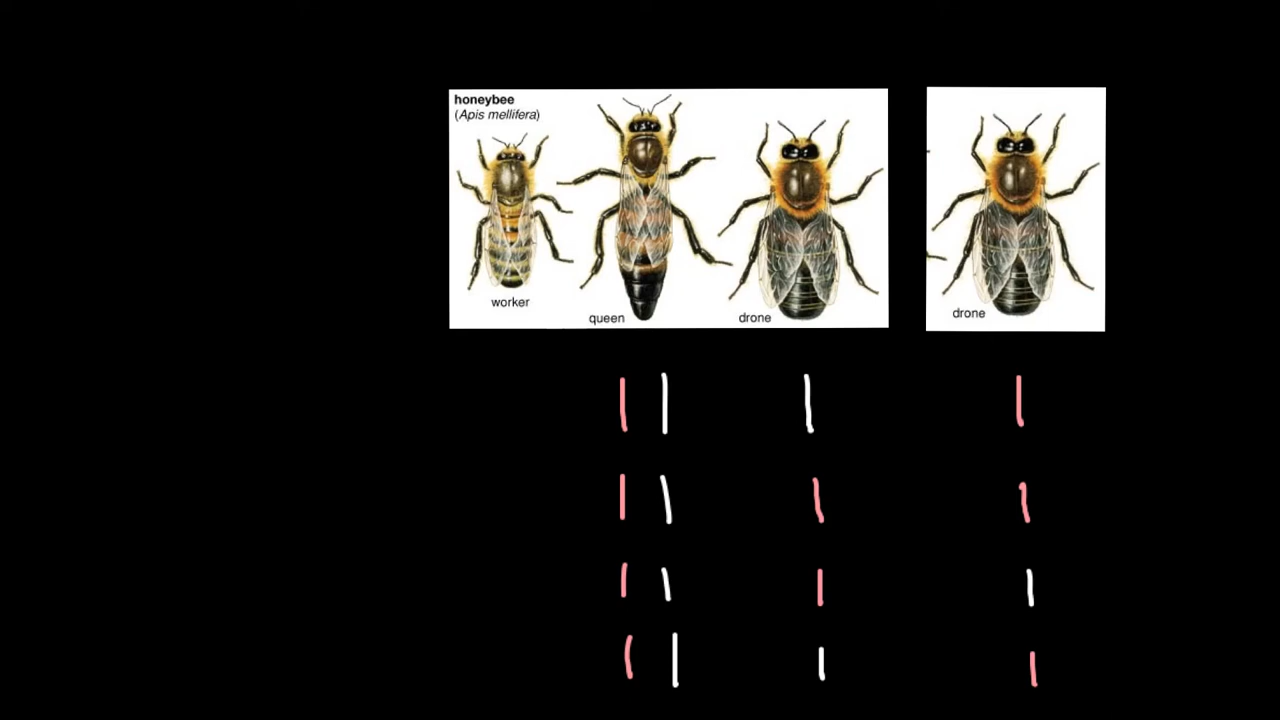 honeybee
(Apis mellifera)
worker
queen
drone
drone